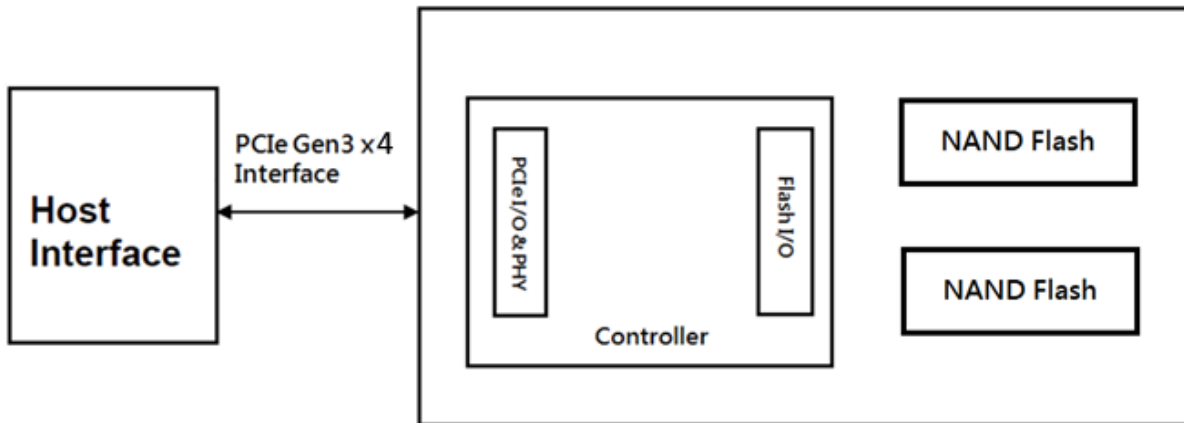 PCIe Gen3 x4
Interface
Host
Interface
PCIe I/O & PHY
Flash I/O
Controller
NAND Flash
NAND Flash